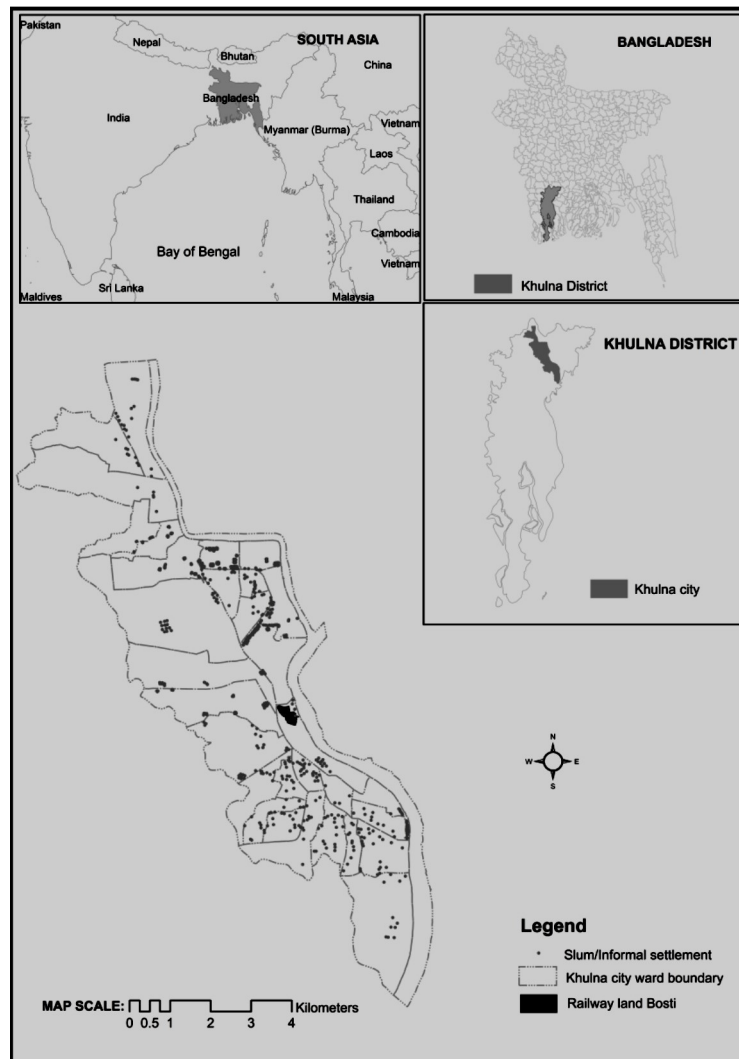 Pakistan
Nepal
SOUTH ASIA
Bhutan
China
Bangladesh
India
Myanmar (Burma)
Vietnam
Laos
Thailand
Cambodia
Bay of Bengal
Vietnam
Sri Lanka
Maldives
Malaysia
BANGLADESH
Khulna District
KHULNA DISTRICT
Khulna city
N
W E
S
Legend
Slum/Informal settlement
Khulna city ward boundary
Railway land Bosti
MAP SCALE: Kilometers
0 0.5 1 2 3 4